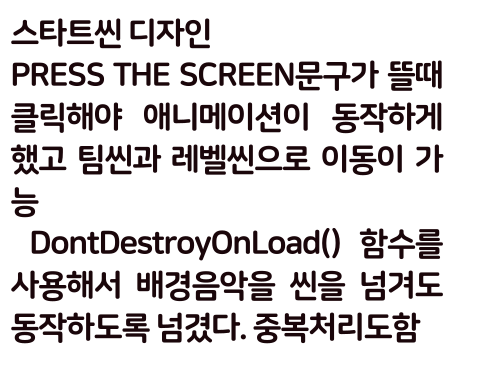 스타트씬 디자인
PRESS THE SCREEN문구가 뜰때
클릭해야 애니메이션이 동작하게
했고 팀씬과 레벨씬으로 이동이 가
능
DontDestroyOnLoad() 함수를
사용해서 배경음악을 씬을 넘겨도
동작하도록 넘겼다. 중복처리도함